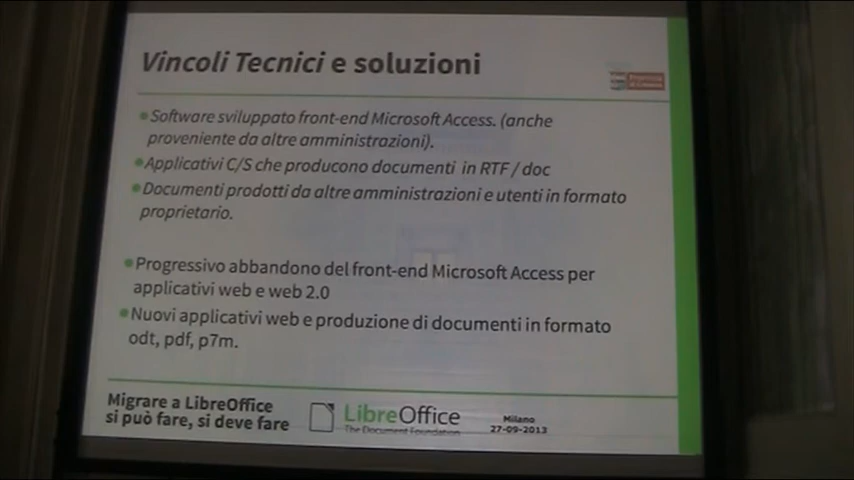 Vincoli Tecnici e soluzioni
Software sviluppato front-end Microsoft Access. (anche
proveniente da altre amministrazioni).
Applicativi C/S che producono documenti in RTF / doc
Documenti prodotti da altre amministrazioni e utenti in formato
proprietario.
Progressivo abbandono del front-end Microsoft Access per
applicativi web e web 2.0
Nuovi applicativi web e produzione di documenti in formato
odt, pdf, p7m.
Migrare a LibreOffice
si può fare, si deve fare
LibreOffice
The Document Foundation
Milano
27-09-2013